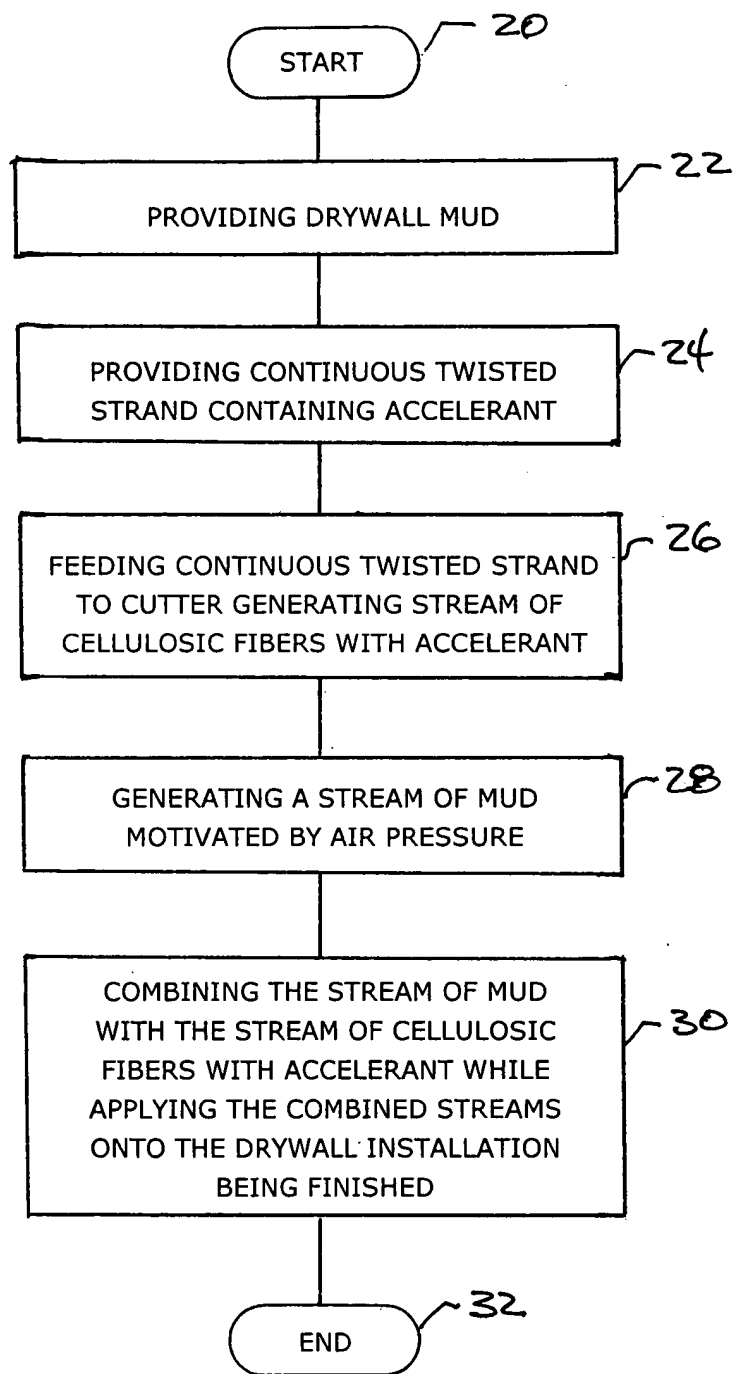 20
START
22
PROVIDING DRYWALL MUD
24
PROVIDING CONTINUOUS TWISTED
STRAND CONTAINING ACCELERANT
26
FEEDING CONTINUOUS TWISTED STRAND
TO CUTTER GENERATING STREAM OF
CELLULOSIC FIBERS WITH ACCELERANT
28
GENERATING A STREAM OF MUD
MOTIVATED BY AIR PRESSURE
30
COMBINING THE STREAM OF MUD
WITH THE STREAM OF CELLULOSIC
FIBERS WITH ACCELERANT WHILE
APPLYING THE COMBINED STREAMS
ONTO THE DRYWALL INSTALLATION
BEING FINISHED
32
END